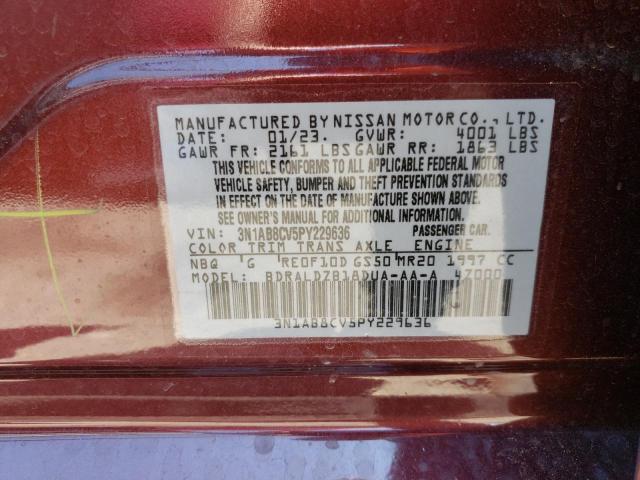 MANUFACTURED BY NISSAN MOTOR CO., LTD.
DATE: 01/23. GVWR: 4001 LBS
GAWR FR: 2161 LBS GAWR RR: 1863 LBS
THIS VEHICLE CONFORMS TO ALL APPLICABLE FEDERAL MOTOR
VEHICLE SAFETY, BUMPER AND THEFT PREVENTION STANDARDS
IN EFFECT ON THE DATE OF MANUFACTURE SHOWN ABOVE.
SEE OWNER'S MANUAL FOR ADDITIONAL INFORMATION.
VIN: 3N1AB8CV5PY229636 PASSENGER CAR.
COLOR TRIM TRANS AXLE ENGINE
NBQ G RE0F10D GS50 MR20 1997 CC
MODEL: BDRALDZB18DUA-AA-A 4Z000
3N1AB8CV5PY229636